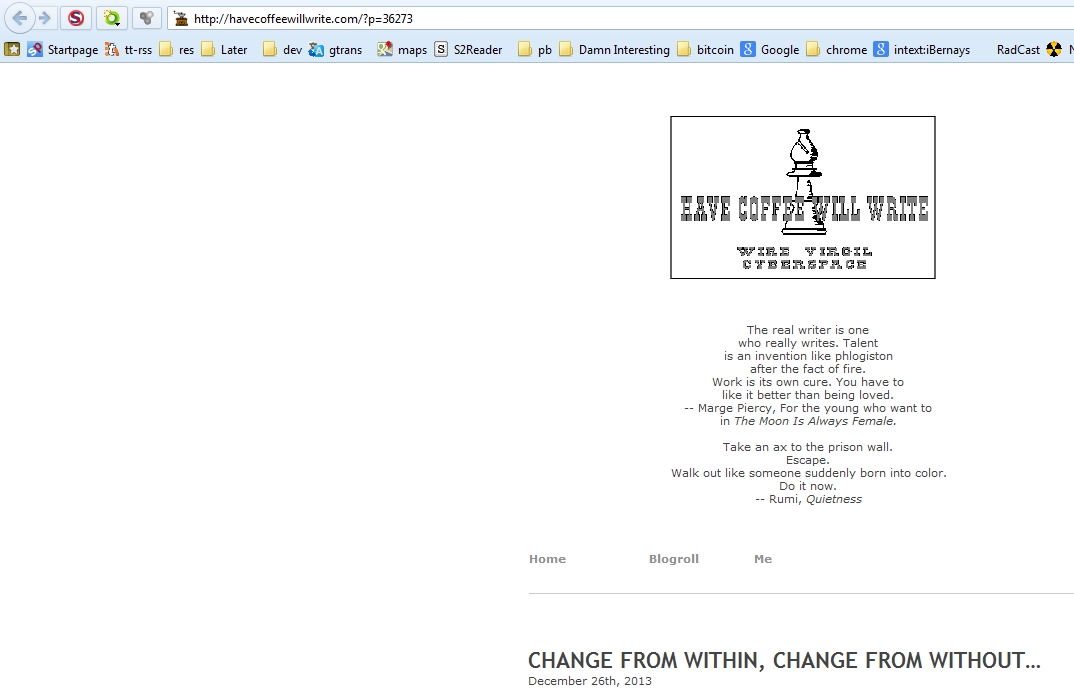 http://havecoffeewillwrite.com/?p=36273
Startpage tt-rss res Later dev gtrans maps S S2Reader pb Damn Interesting bitcoin 8 Google chrome 8 intext:iBernays RadCast
HAVE COFFEE WILL WRITE
WIRE VIRGIL
CYBERSPACE
The real writer is one
who really writes. Talent
is an invention like phlogiston
after the fact of fire.
Work is its own cure. You have to
like it better than being loved.
-- Marge Piercy, For the young who want to
in The Moon Is Always Female.
Take an ax to the prison wall.
Escape.
Walk out like someone suddenly born into color.
Do it now.
-- Rumi, Quietness
Home Blogroll Me
CHANGE FROM WITHIN, CHANGE FROM WITHOUT...
December 26th, 2013